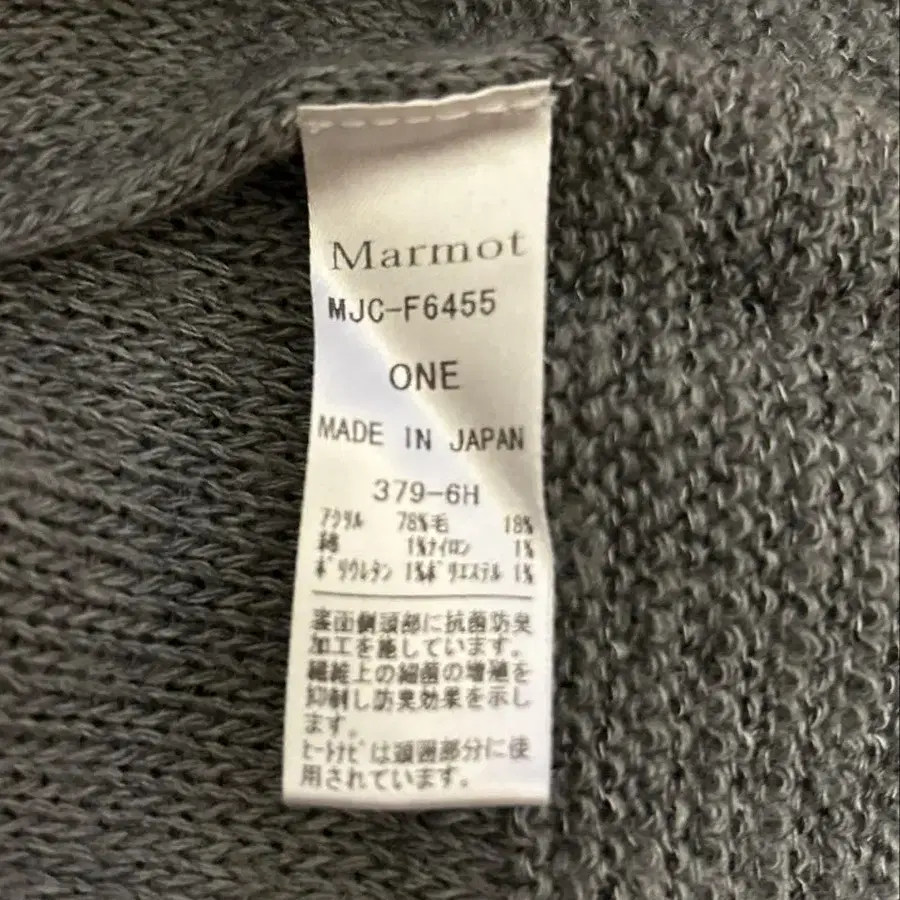 Marmot
MJC-F6455
ONE
MADE IN JAPAN
379-6H
アクリル 78%毛 18%
綿 1%ナイロン 1%
ポリウレタン 1%ポリエステル 1%
裏面側頭部に抗菌防臭
加工を施しています。
繊維上の細菌の増殖を
抑制し防臭効果を示し
ます。
ヒートナビは頭囲部分に使
用されています。